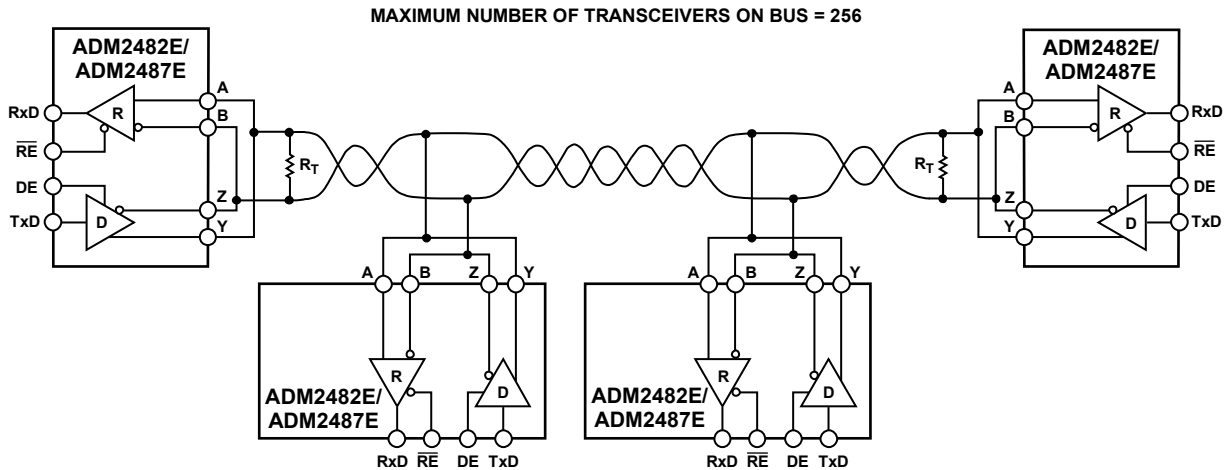 MAXIMUM NUMBER OF TRANSCEIVERS ON BUS = 256
ADM2482E/
ADM2487E
A
R
B
RxD
RE
DE
Z
D
TxD
Y
RT
RT
ADM2482E/
ADM2487E
A
R
B
RxD
RE
DE
Z
D
TxD
Y
A B Z Y
R
D
ADM2482E/
ADM2487E
RxD RE DE TxD
A B Z Y
R
D
ADM2482E/
ADM2487E
RxD RE DE TxD